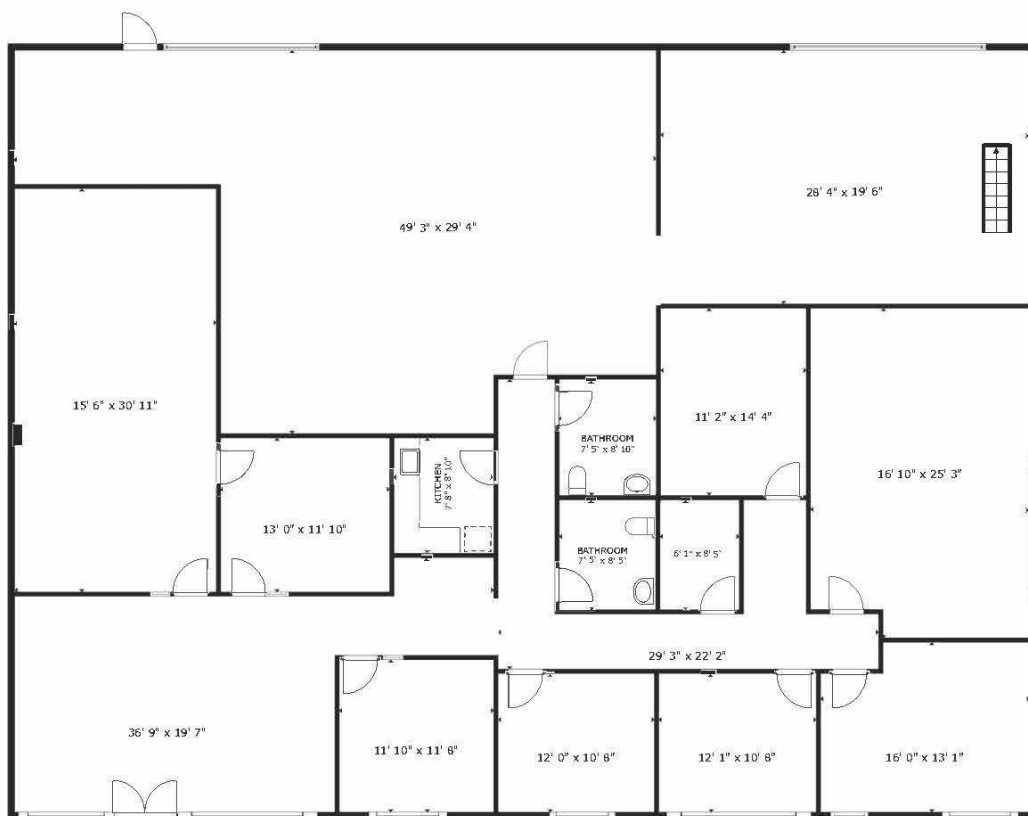 28' 4" x 19' 6"
49' 3" x 29' 4"
15' 6" x 30' 11"
11' 2" x 14' 4"
BATHROOM
7' 5" x 8' 10"
KITCHEN
7' 8" x 8' 10"
16' 10" x 25' 3"
13' 0" x 11' 10"
BATHROOM
7' 5" x 8' 5"
6' 1" x 8' 5"
29' 3" x 22' 2"
36' 9" x 19' 7"
11' 10" x 11' 8"
12' 0" x 10' 8"
12' 1" x 10' 8"
16' 0" x 13' 1"